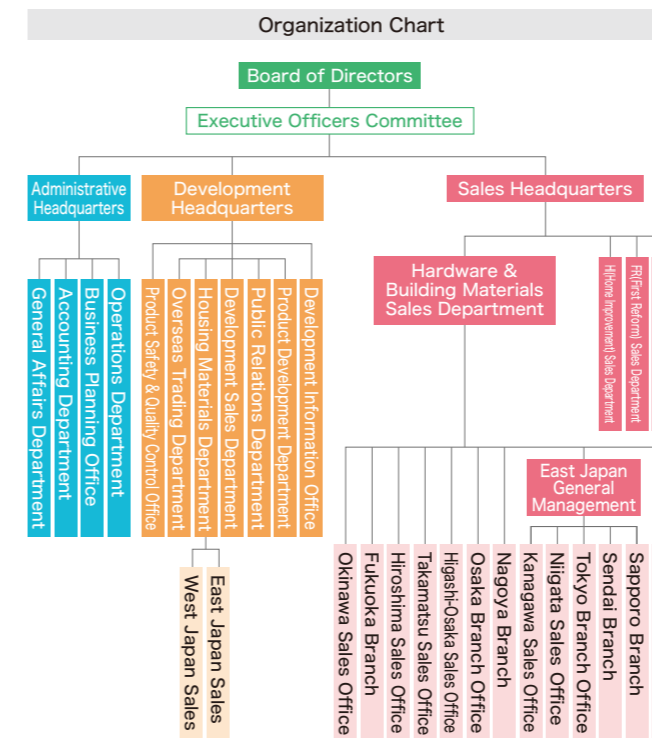 Organization Chart
Board of Directors
Executive Officers Committee
Administrative
Headquarters
Development
Headquarters
Sales Headquarters
General Affairs Department
Accounting Department
Business Planning Office
Operations Department
Product Safety & Quality Control Office
Overseas Trading Department
Housing Materials Department
Development Sales Department
Public Relations Department
Product Development Department
Development Information Office
Hardware &
Building Materials
Sales Department
HI(Home Improvement) Sales Department
FR(First Reform) Sales Department
West Japan Sales
East Japan Sales
East Japan
General
Management
Okinawa Sales Office
Fukuoka Branch
Hiroshima Sales Office
Takamatsu Sales Office
Higashi-Osaka Sales Office
Osaka Branch Office
Nagoya Branch
Kanagawa Sales Office
Niigata Sales Office
Tokyo Branch Office
Sendai Branch
Sapporo Branch